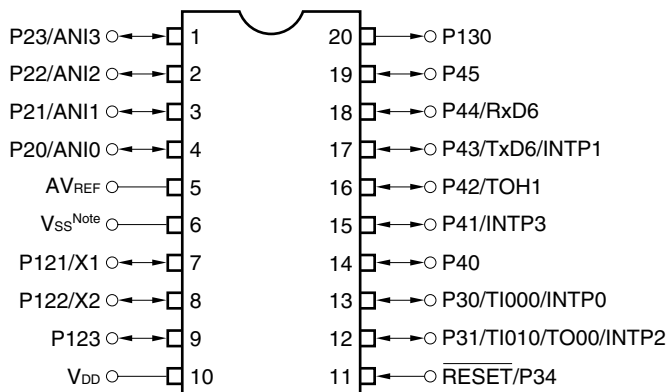 P23/ANI3 1 20 P130
P22/ANI2 2 19 P45
P21/ANI1 3 18 P44/RxD6
P20/ANI0 4 17 P43/TxD6/INTP1
AVREF 5 16 P42/TOH1
VSS Note 6 15 P41/INTP3
P121/X1 7 14 P40
P122/X2 8 13 P30/TI000/INTP0
P123 9 12 P31/TI010/TO00/INTP2
VDD 10 11 RESET/P34